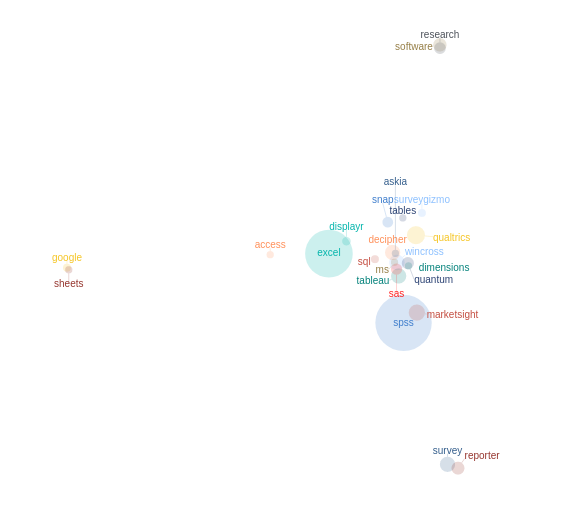 research
software
askia
snap surveygizmo
tables
displayr
qualtrics
decipher
access
excel
wincross
google
sql
ms
dimensions
tableau
quantum
sheets
sas
marketsight
spss
survey
reporter